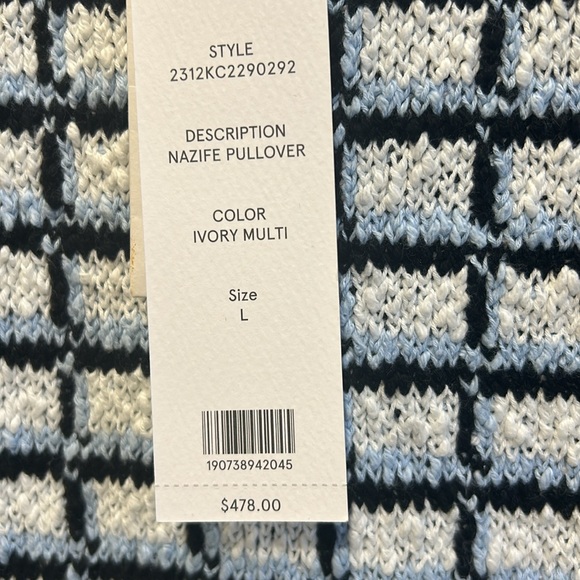 STYLE
2312KC2290292
DESCRIPTION
NAZIFE PULLOVER
COLOR
IVORY MULTI
Size
L
190738942045
$478.00